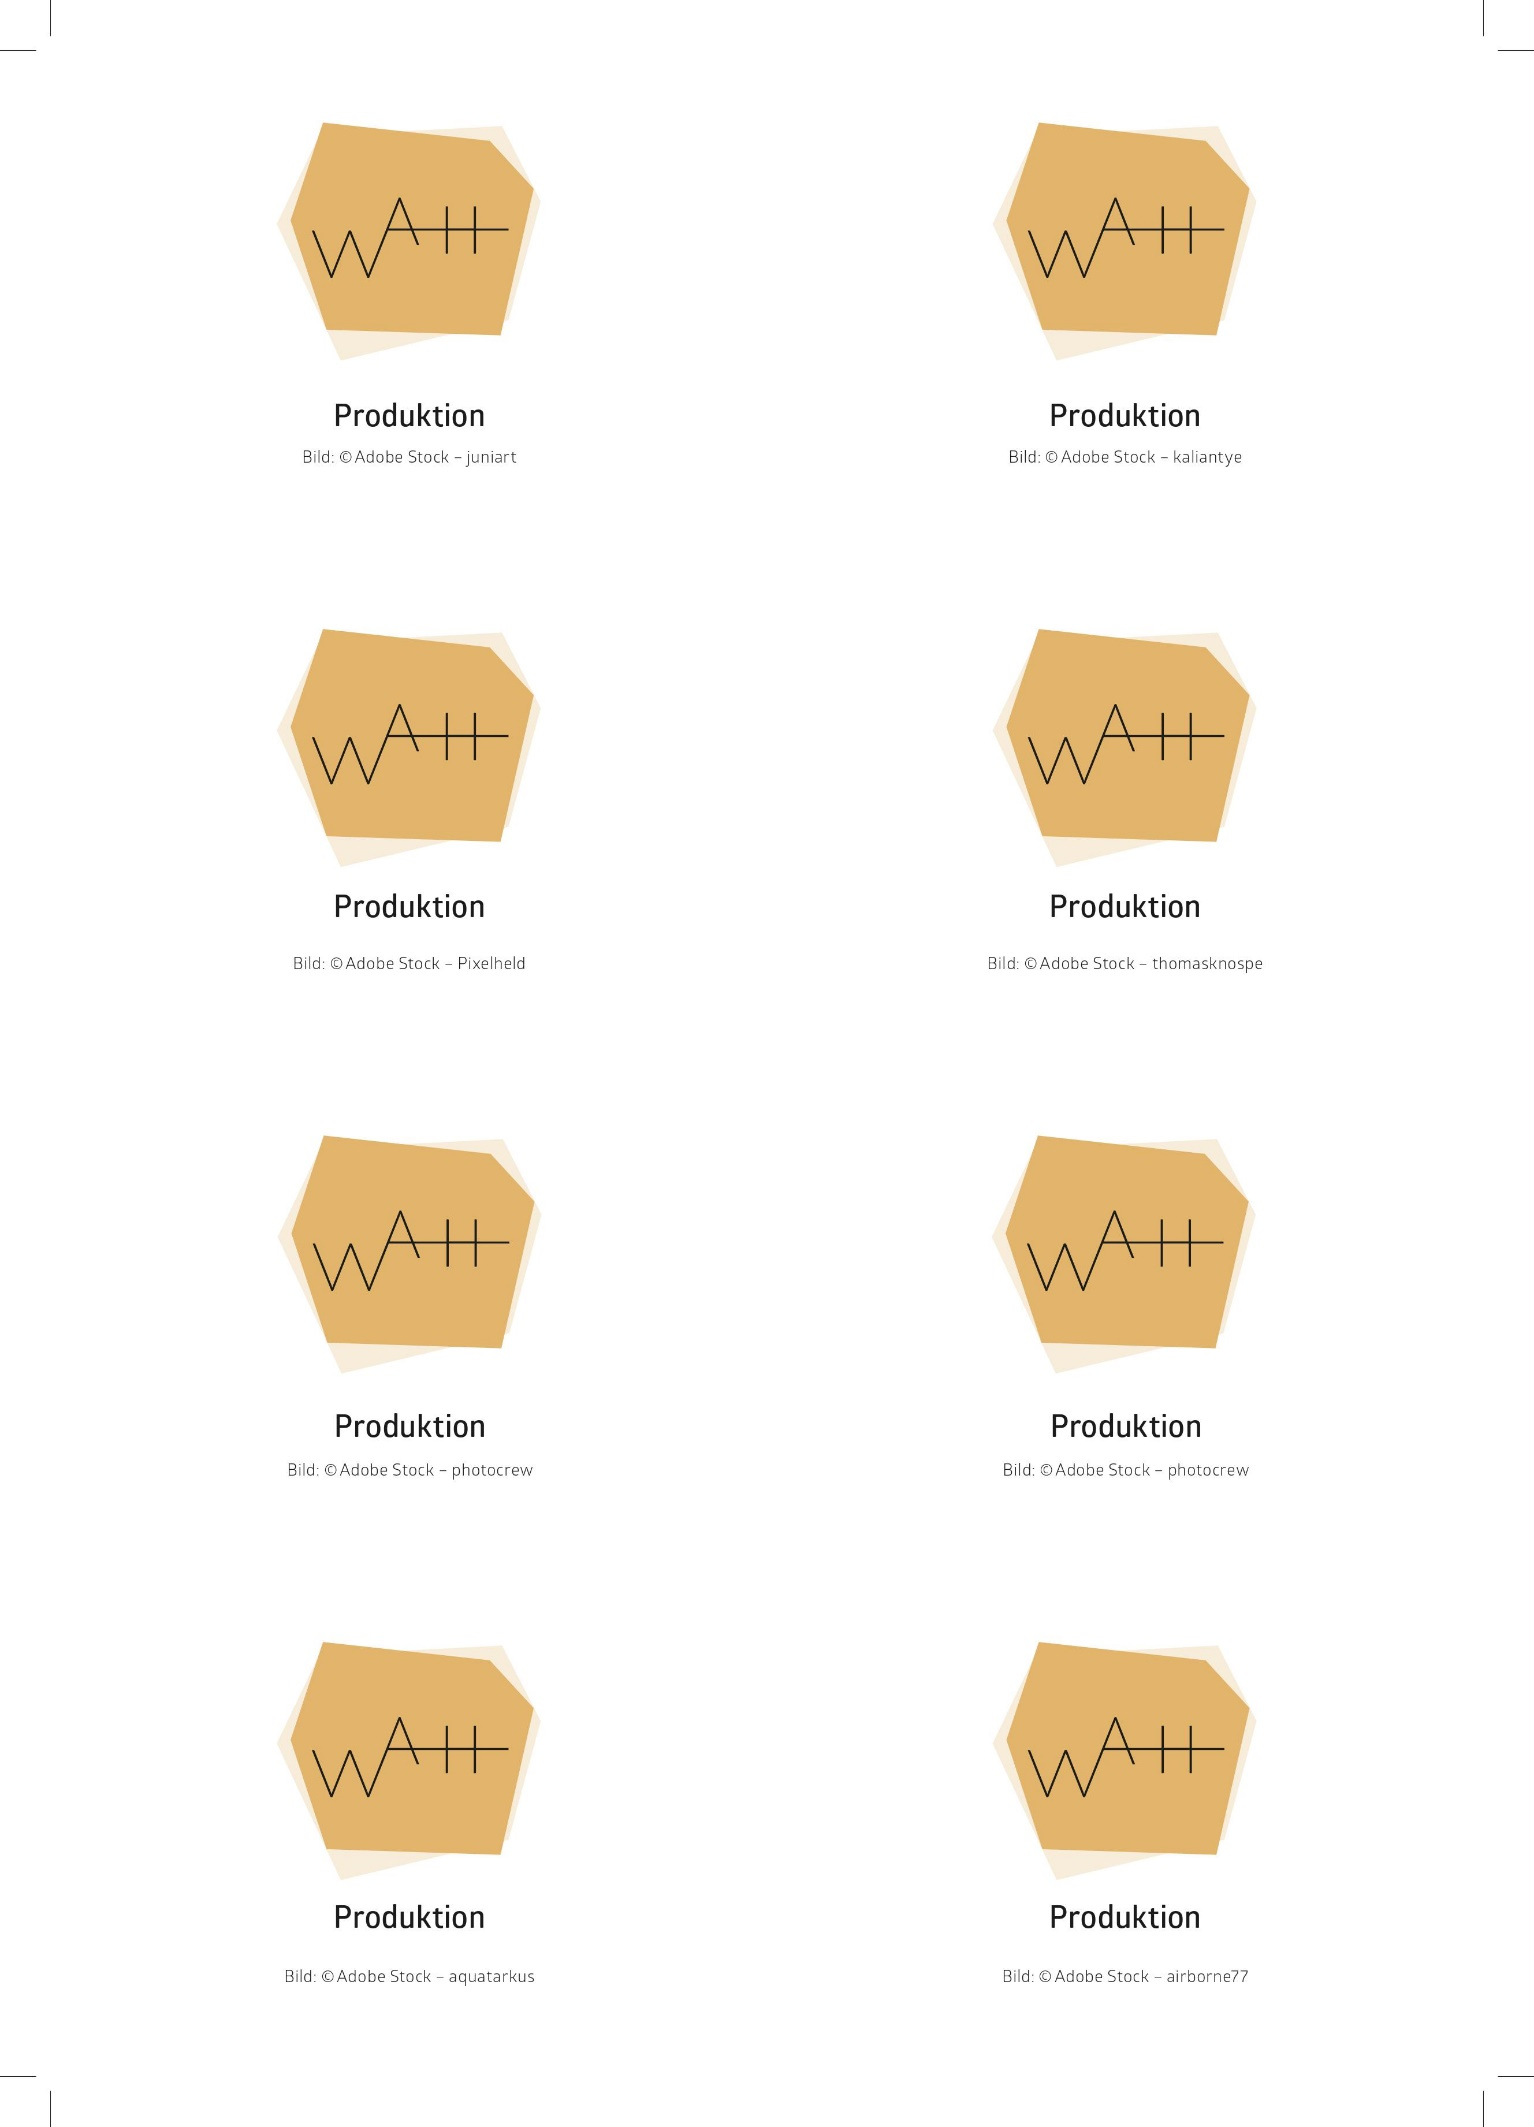 WAH
WAH
Produktion
Produktion
Bild: © Adobe Stock – juniart
Bild: © Adobe Stock – kaliantye
WAH
WAH
Produktion
Produktion
Bild: © Adobe Stock – Pixelheld
Bild: © Adobe Stock – thomasknospe
WAH
WAH
Produktion
Produktion
Bild: © Adobe Stock – photocrew
Bild: © Adobe Stock – photocrew
WAH
WAH
Produktion
Produktion
Bild: © Adobe Stock – aquatarkus
Bild: © Adobe Stock – airborne77